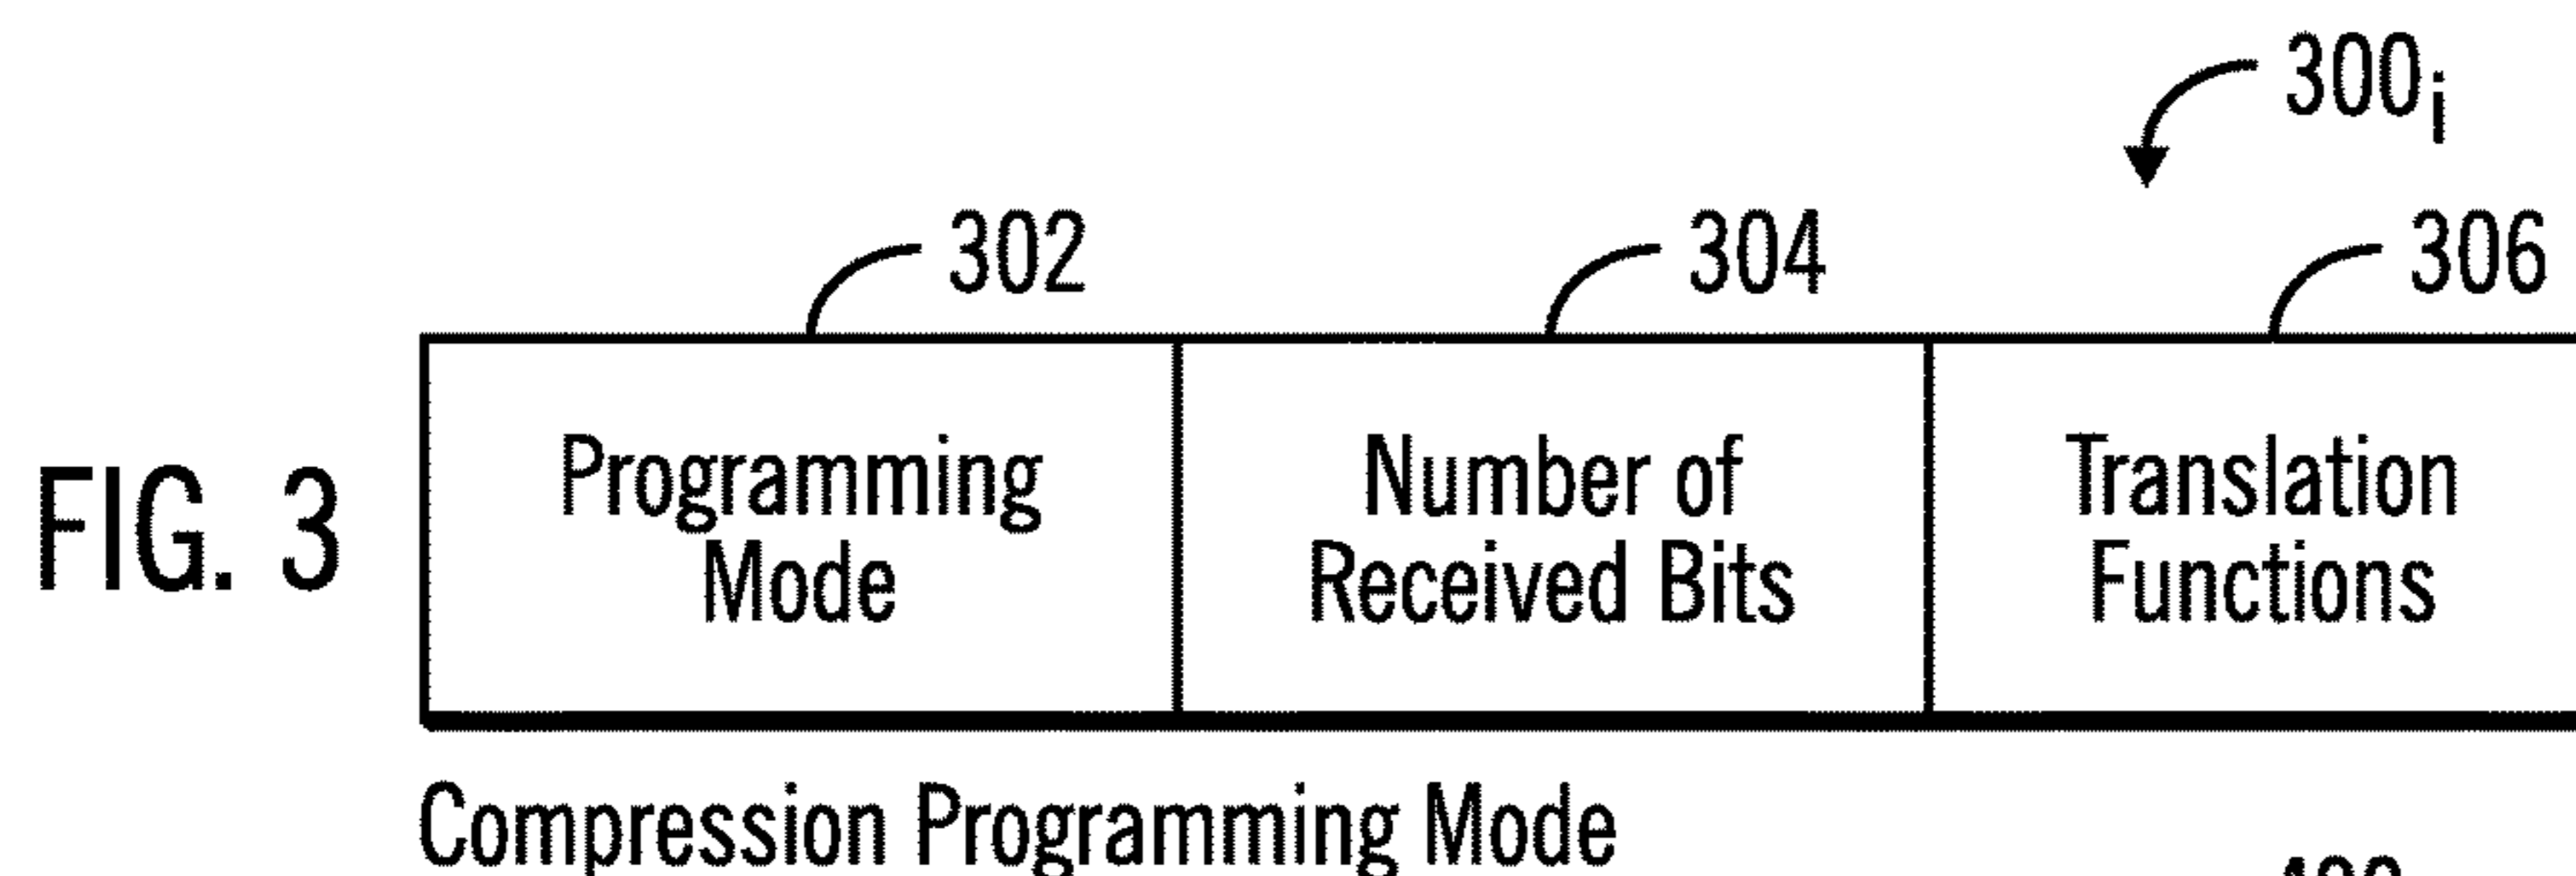 300i
302 304 306
FIG. 3
Programming Mode
Number of Received Bits
Translation Functions
Compression Programming Mode